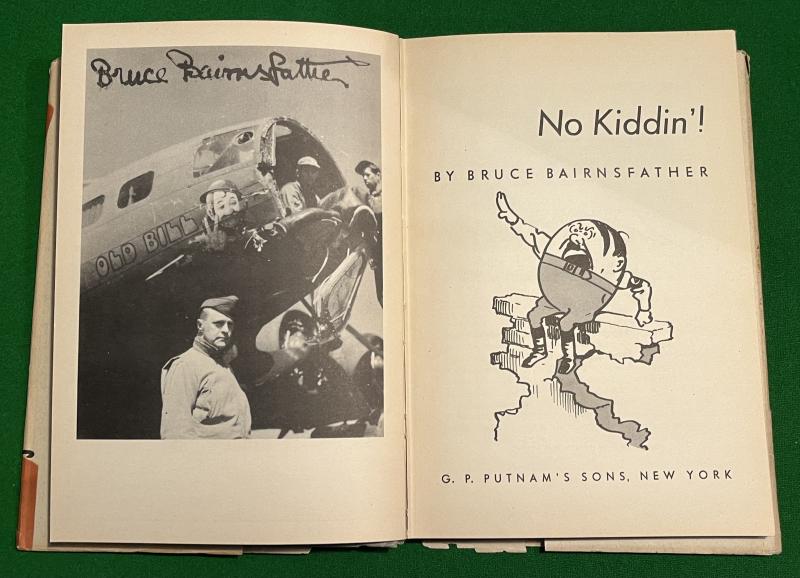 Bruce Bairnsfather
OLD BILL
No Kiddin'!
BY BRUCE BAIRNSFATHER
G. P. PUTNAM'S SONS, NEW YORK